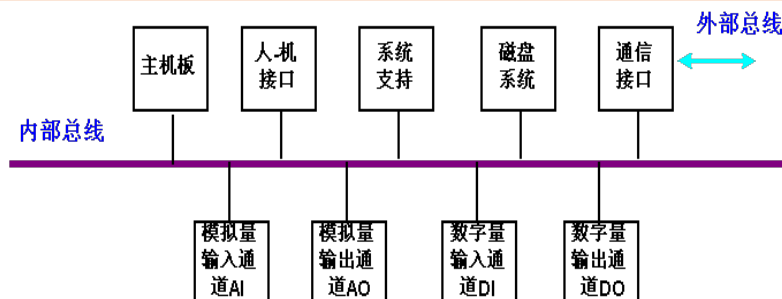 外部总线
主机板
人-机
接口
系统
支持
磁盘
系统
通信
接口
内部总线
模拟量
输入通
道AI
模拟量
输出通
道AO
数字量
输入通
道DI
数字量
输出通
道DO